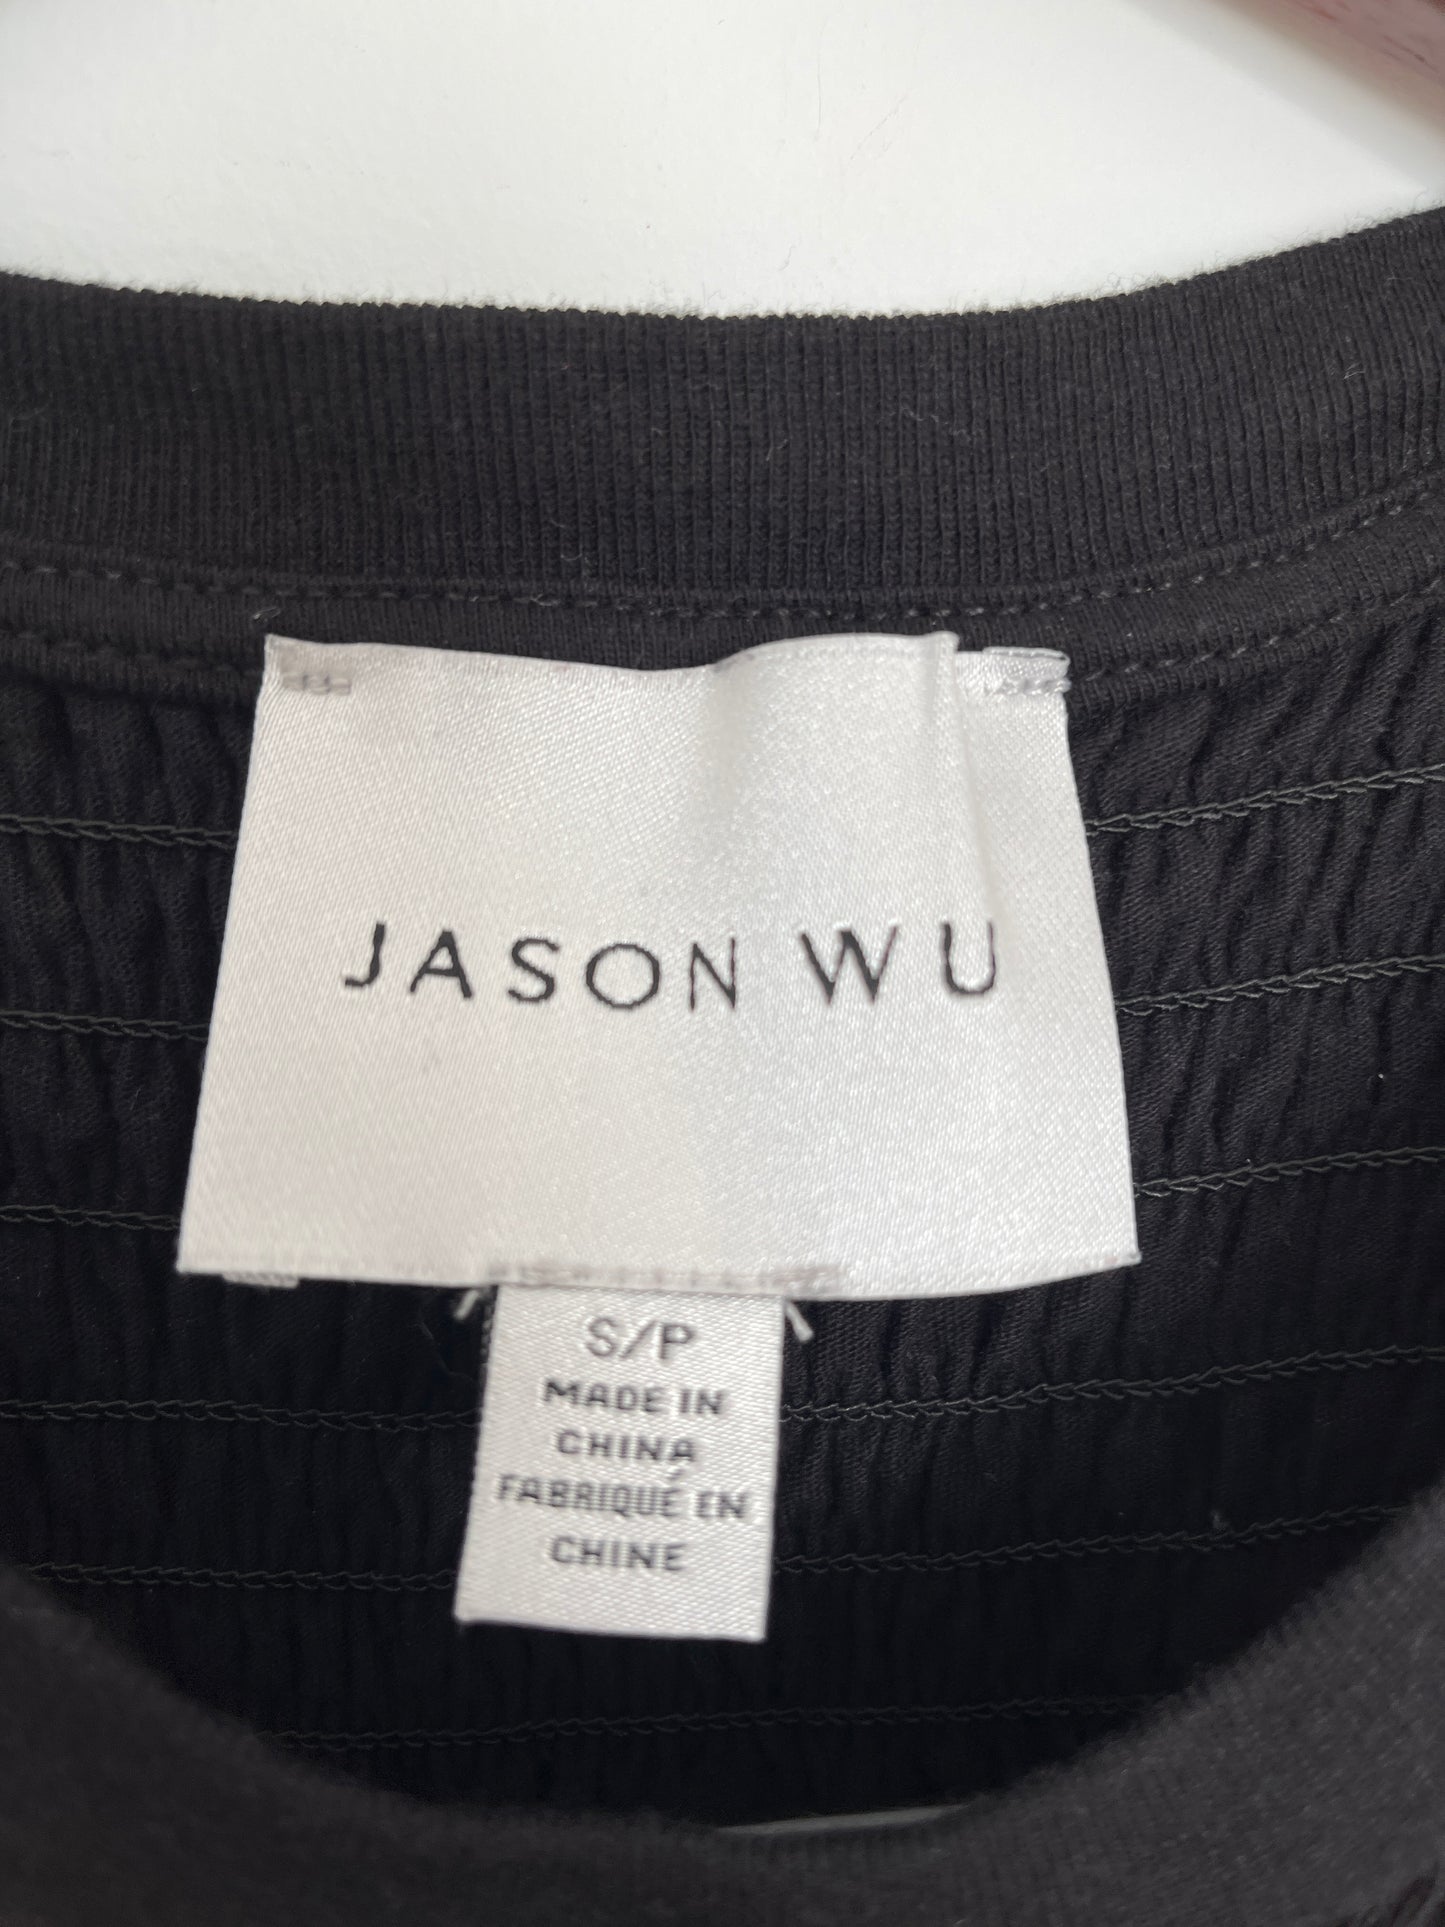 JASON WU
S/P
MADE IN
CHINA
FABRIQUÉ EN
CHINE